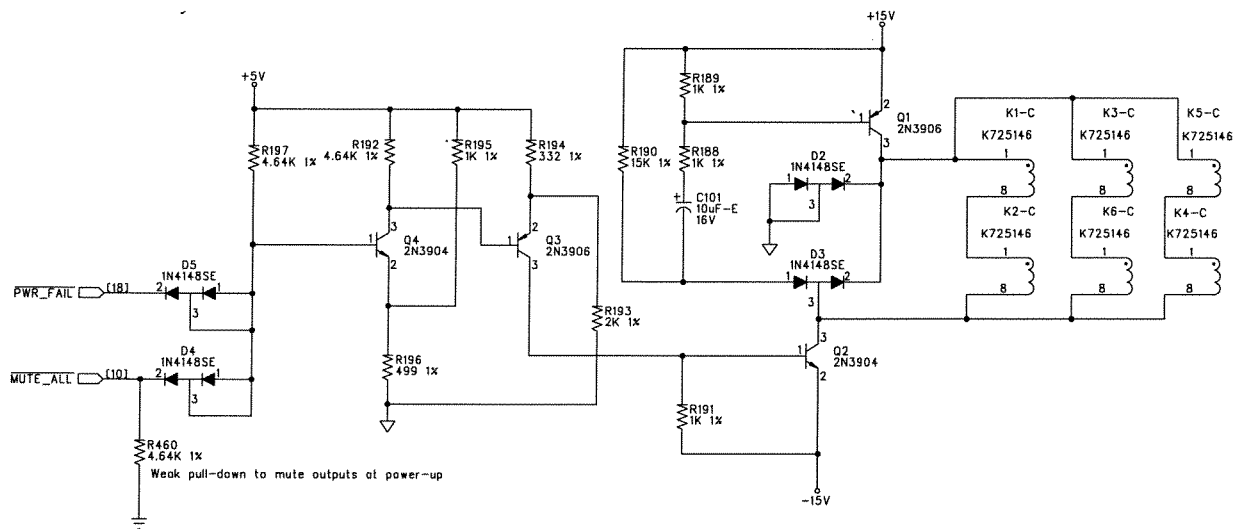 +15V
+5V
R189
1K 1%
Q1
2N3906
1
2
3
K1-C
K3-C
K5-C
K725146
K725146
K725146
1
1
1
8
8
8
R197
4.64K 1%
R192
4.64K 1%
R195
1K 1%
R194
332 1%
R190
15K 1%
R188
1K 1%
D2
1N4148SE
1
2
3
C101
10uF-E
16V
+
K2-C
K6-C
K4-C
K725146
K725146
K725146
1
1
1
8
8
8
3
1
2
Q4
2N3904
2
1
3
Q3
2N3906
D3
1N4148SE
1
2
3
D5
1N4148SE
PWR_FAIL
[18]
2
1
3
R193
2K 1%
D4
1N4148SE
MUTE_ALL
[10]
2
1
3
R196
499 1%
3
1
2
Q2
2N3904
R191
1K 1%
R460
4.64K 1%
Weak pull-down to mute outputs at power-up
-15V